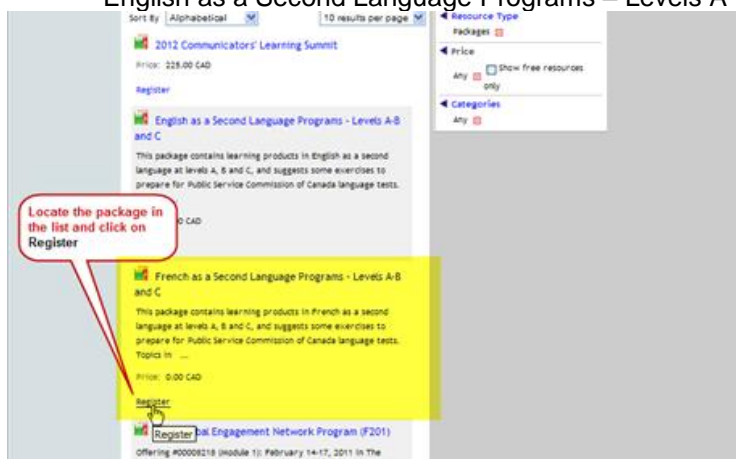 English as a Second Language Programs – Levels A
Sort By Alphabetical
10 results per page
2012 Communicators' Learning Summit
Price: 225.00 CAD
Register
English as a Second Language Programs - Levels A-B
and C
This package contains learning products in English as a second
language at levels A, B and C, and suggests some exercises to
prepare for Public Service Commission of Canada language tests.
CAD
Locate the package in
the list and click on
Register
French as a Second Language Programs - Levels A-B
and C
This package contains learning products in French as a second
language at levels A, B and C, and suggests some exercises to
prepare for Public Service Commission of Canada language tests.
Topics in ...
Price: 0.00 CAD
Register
Register
bal Engagement Network Program (F201)
Offering #00008218 (Module 1): February 14-17, 2011 in The
Resource Type
Packages
Price
Any
Show free resources
only
Categories
Any